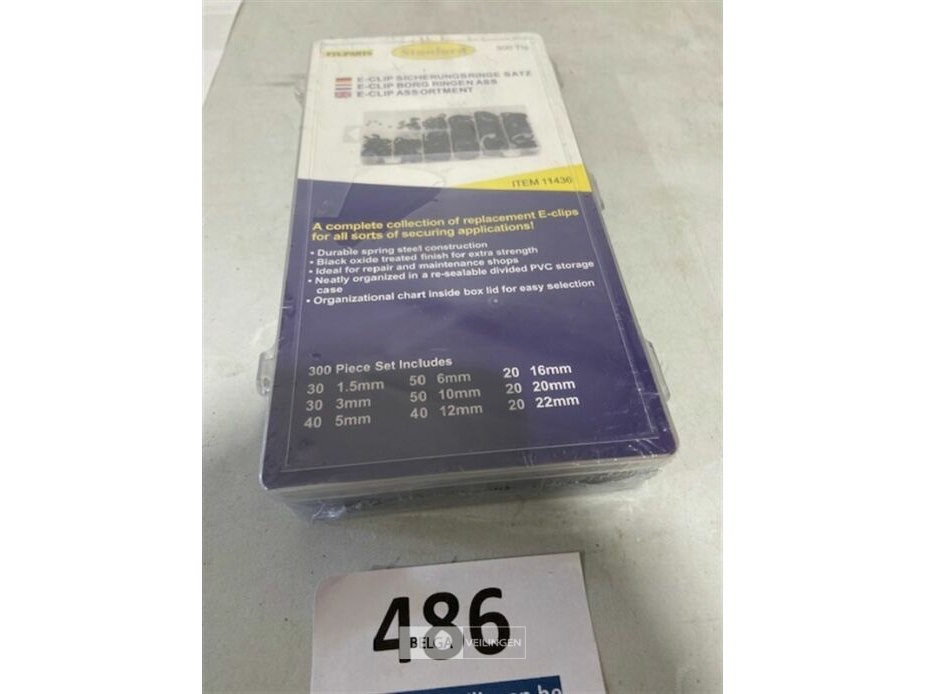 Standard
E-CLIP SICHERUNGSRINGE SATZ
E-CLIP BORG RINGEN ASS
E-CLIP ASSORTMENT
ITEM 11436
A complete collection of replacement E-clips
for all sorts of securing applications!
• Durable spring steel construction
• Black oxide treated finish for extra strength
• Ideal for repair and maintenance shops
• Neatly organized in a re-sealable divided PVC storage
case
• Organizational chart inside box lid for easy selection
300 Piece Set Includes
30 1.5mm 50 6mm 20 16mm
30 3mm 50 10mm 20 20mm
40 5mm 40 12mm 20 22mm
486
BELGA VEILINGEN